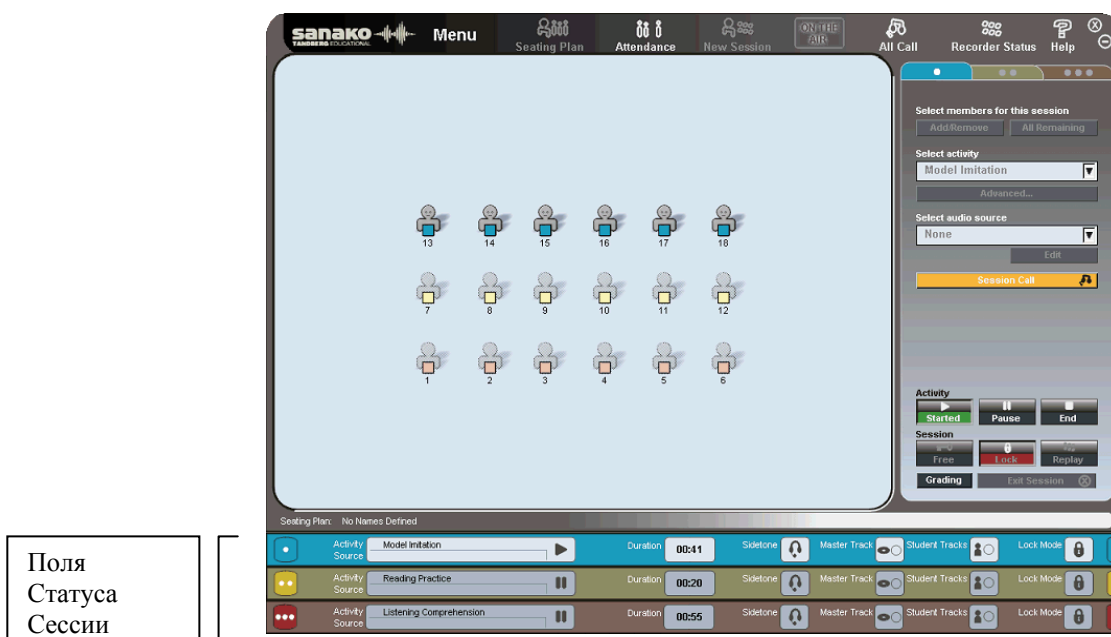 sanako
TANDBERG EDUCATIONAL
Menu
Seating Plan
Attendance
New Session
ON THE AIR
All Call
Recorder Status
Help
Select members for this session
Add/Remove All Remaining
Select activity
Model Imitation
Advanced...
Select audio source
None
Edit
Session Call
13 14 15 16 17 18
7 8 9 10 11 12
1 2 3 4 5 6
Activity
Started Pause End
Session
Free Lock Replay
Grading Exit Session
Seating Plan: No Names Defined
Activity Model Imitation Duration 00:41 Sidetone Master Track Student Tracks Lock Mode
Source
Activity Reading Practice Duration 00:20 Sidetone Master Track Student Tracks Lock Mode
Source
Activity Listening Comprehension Duration 00:55 Sidetone Master Track Student Tracks Lock Mode
Source
Поля
Статуса
Сессии